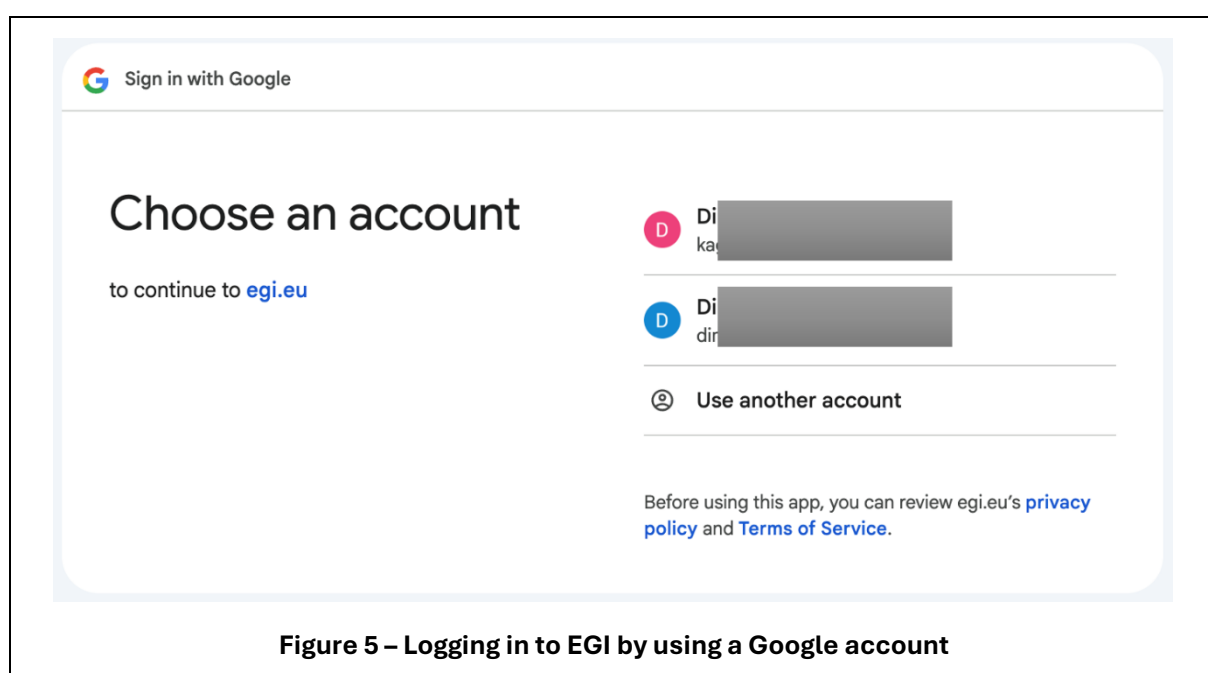 Sign in with Google
Choose an account
to continue to egi.eu
D
Di
D
Di
dir
Use another account
Before using this app, you can review egi.eu’s privacy
policy and Terms of Service.
Figure 5 – Logging in to EGI by using a Google account